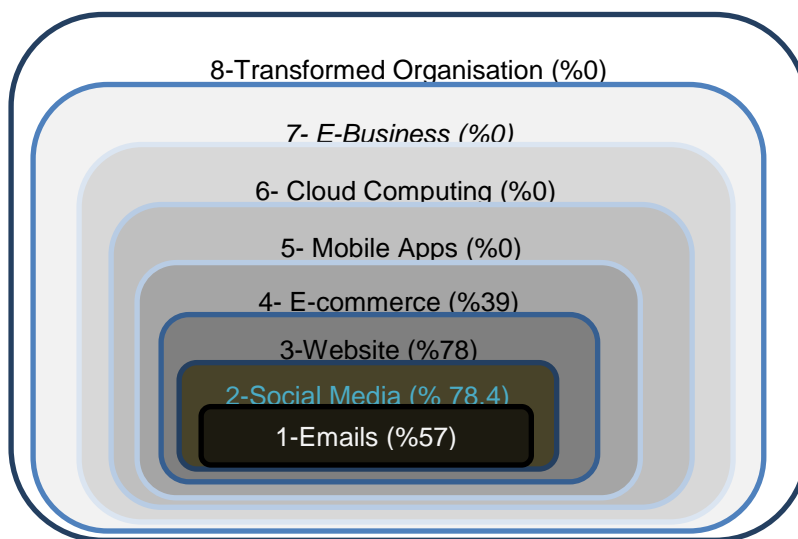 8-Transformed Organisation (%0)
7- E-Business (%0)
6- Cloud Computing (%0)
5- Mobile Apps (%0)
4- E-commerce (%39)
3-Website (%78)
2-Social Media (% 78.4)
1-Emails (%57)